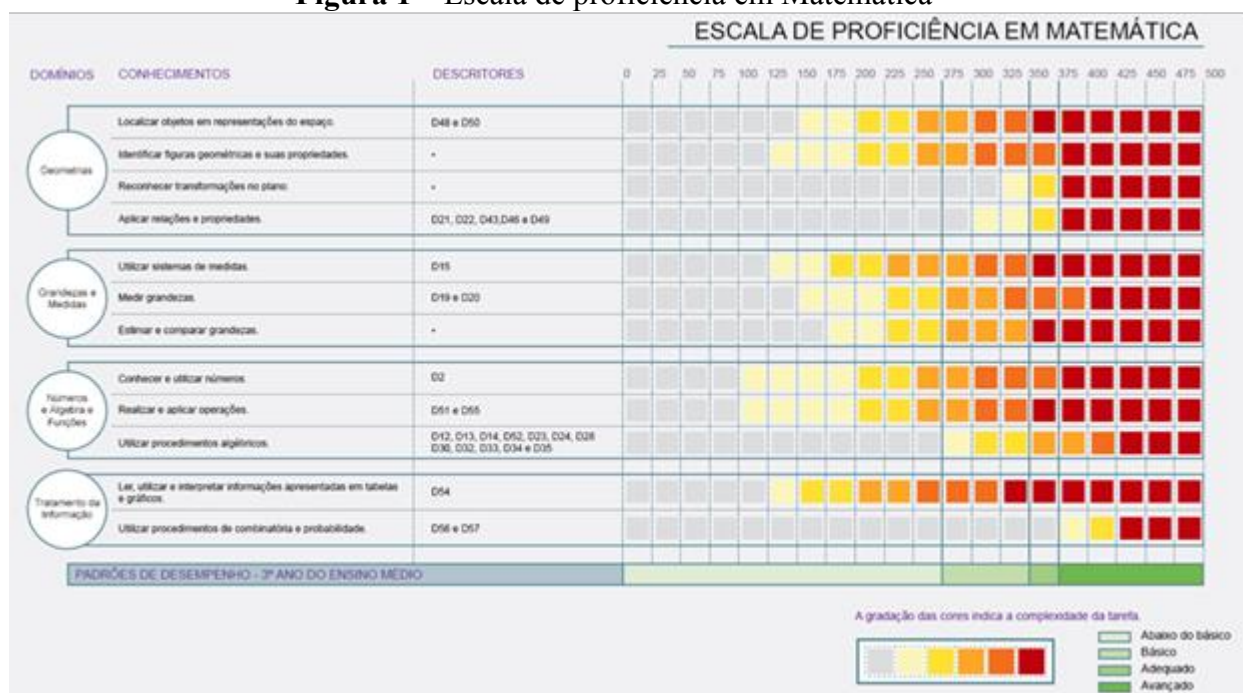 Figura 1 – Escala de proficiência em Matemática
ESCALA DE PROFICIÊNCIA EM MATEMÁTICA
DOMÍNIOS CONHECIMENTOS DESCRITORES 0 25 50 75 100 125 150 175 200 225 250 275 300 325 350 375 400 425 450 475 500
Geometrias
Localizar objetos em representações do espaço. D48 e D50
Identificar figuras geométricas e suas propriedades. *
Reconhecer transformações no plano. *
Aplicar relações e propriedades. D21, D22, D43,D46 e D49
Grandezas e
Medidas
Utilizar sistemas de medidas. D15
Medir grandezas. D19 e D20
Estimar e comparar grandezas. *
Números
e Álgebra e
Funções
Conhecer e utilizar números. D2
Realizar e aplicar operações. D51 e D55
Utilizar procedimentos algébricos. D12, D13, D14, D52, D23, D24, D28
D30, D32, D33, D34 e D35
Tratamento da
Informação
Ler, utilizar e interpretar informações apresentadas em tabelas
e gráficos. D54
Utilizar procedimentos de combinatória e probabilidade. D56 e D57
PADRÕES DE DESEMPENHO - 3º ANO DO ENSINO MÉDIO
A gradação das cores indica a complexidade da tarefa.
Abaixo do básico
Básico
Adequado
Avançado